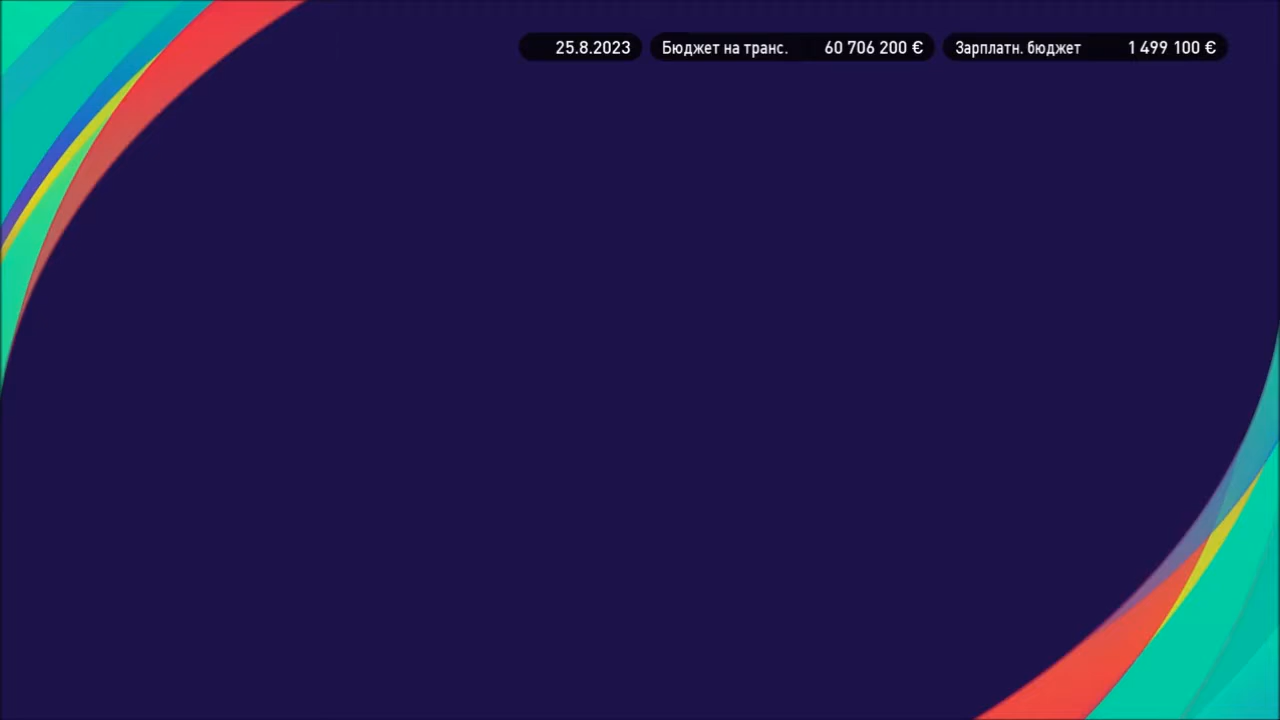 25.8.2023 Бюджет на транс. 60 706 200 € Зарплатн. бюджет 1 499 100 €